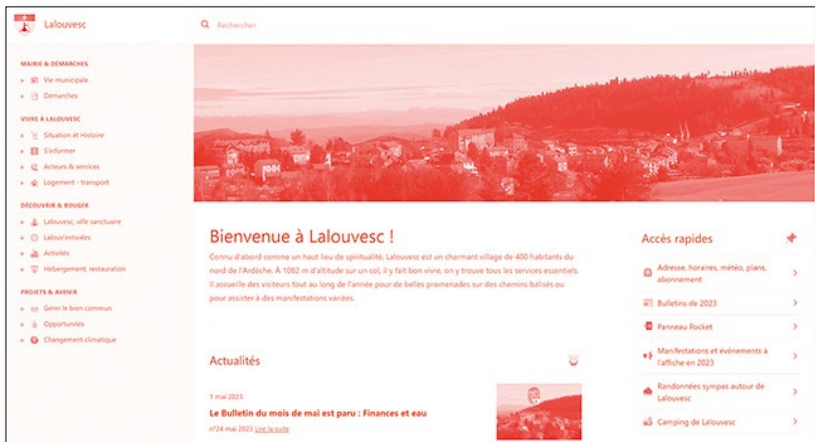 Lalouvesc
Rechercher
MAIRIE & DÉMARCHES
Vie municipale
Démarches
VIVRE À LALOUVESC
Situation et Histoire
S'informer
Acteurs & services
Logement - transport
DÉCOUVRIR & BOUGER
Lalouvesc, ville sanctuaire
Lalouv'estivales
Activités
Hébergement, restauration
PROJETS & AVENIR
Gérer le bien commun
Opportunités
Changement climatique
Bienvenue à Lalouvesc !
Connu d'abord comme un haut lieu de spiritualité, Lalouvesc est un charmant village de 400 habitants du
nord de l'Ardèche. À 1082 m d'altitude sur un col, il y fait bon vivre, on y trouve tous les services essentiels.
Il accueille des visiteurs tout au long de l'année pour de belles promenades sur des chemins balisés ou
pour assister à des manifestations variées.
Actualités
1 mai 2023
Le Bulletin du mois de mai est paru : Finances et eau
n°24 mai 2023 Lire la suite
Accès rapides
Adresse, horaires, météo, plans,
abonnement
Bulletins de 2023
Panneau Pocket
Manifestations et événements à
l'affiche en 2023
Randonnées sympas autour de
Lalouvesc
Camping de Lalouvesc